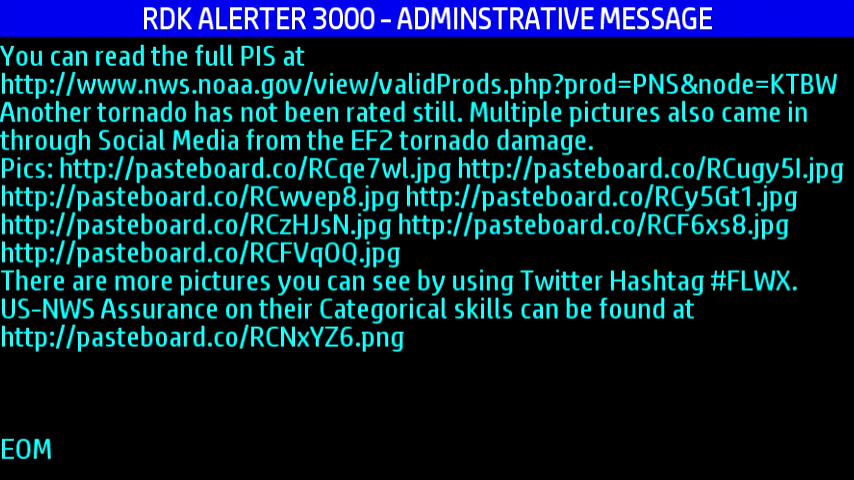 RDK ALERTER 3000 - ADMINSTRATIVE MESSAGE
You can read the full PIS at
http://www.nws.noaa.gov/view/validProds.php?prod=PNS&node=KTBW
Another tornado has not been rated still. Multiple pictures also came in
through Social Media from the EF2 tornado damage.
Pics: http://pasteboard.co/RCqe7wl.jpg http://pasteboard.co/RCugy5I.jpg
http://pasteboard.co/RCwvep8.jpg http://pasteboard.co/RCy5Gt1.jpg
http://pasteboard.co/RCzHJsN.jpg http://pasteboard.co/RCF6xs8.jpg
http://pasteboard.co/RCFVqOQ.jpg
There are more pictures you can see by using Twitter Hashtag #FLWX.
US-NWS Assurance on their Categorical skills can be found at
http://pasteboard.co/RCNxYZ6.png
EOM